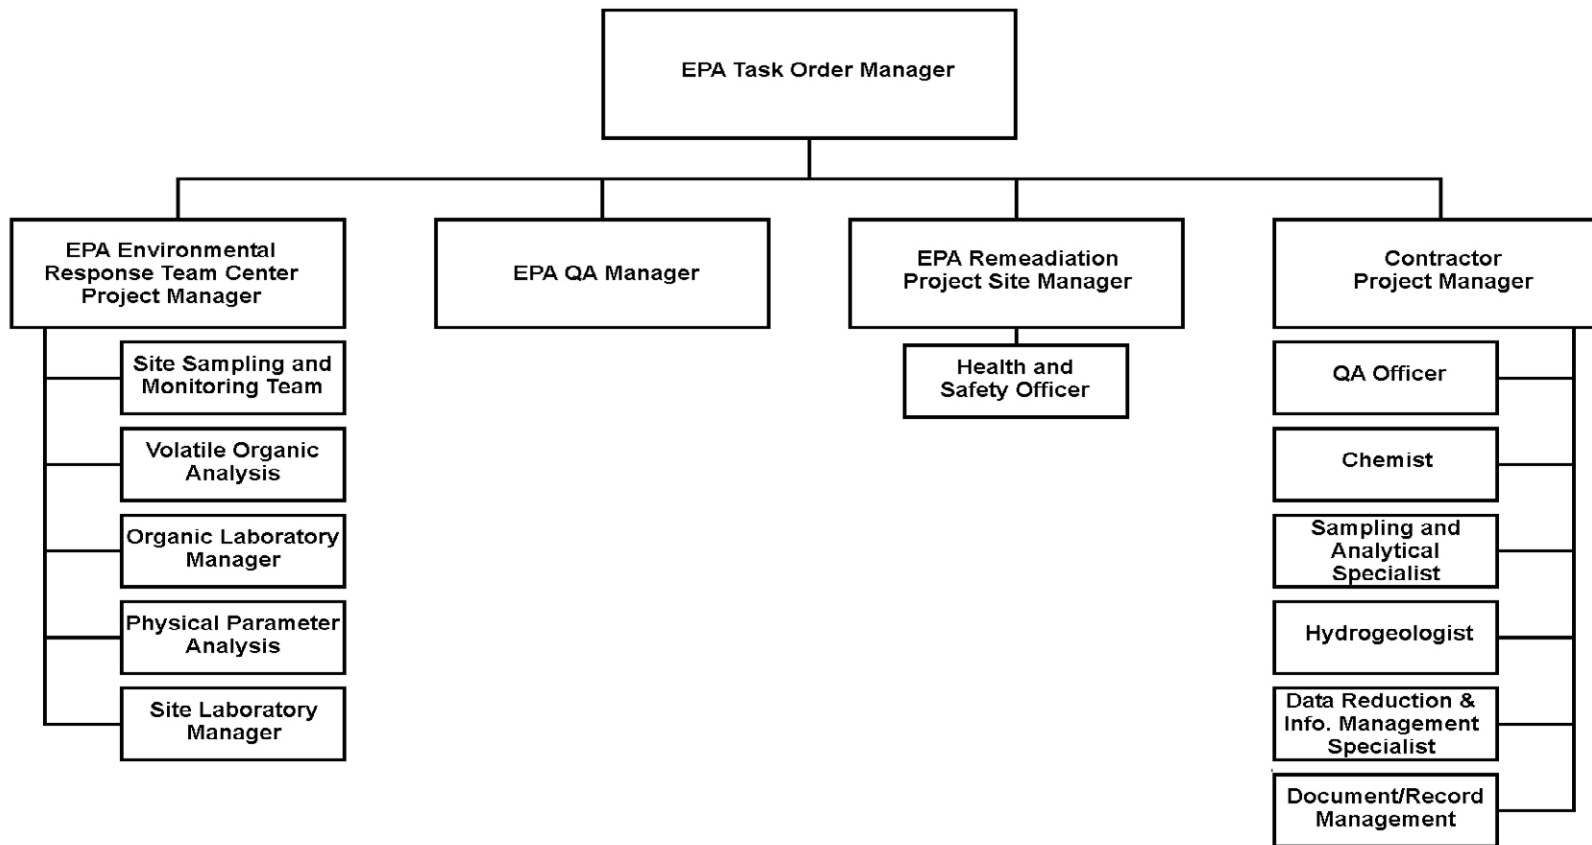 EPA Task Order Manager
EPA Environmental
Response Team Center
Project Manager
EPA QA Manager
EPA Remeadiation
Project Site Manager
Contractor
Project Manager
Site Sampling and
Monitoring Team
Volatile Organic
Analysis
Organic Laboratory
Manager
Physical Parameter
Analysis
Site Laboratory
Manager
Health and
Safety Officer
QA Officer
Chemist
Sampling and
Analytical
Specialist
Hydrogeologist
Data Reduction &
Info. Management
Specialist
Document/Record
Management